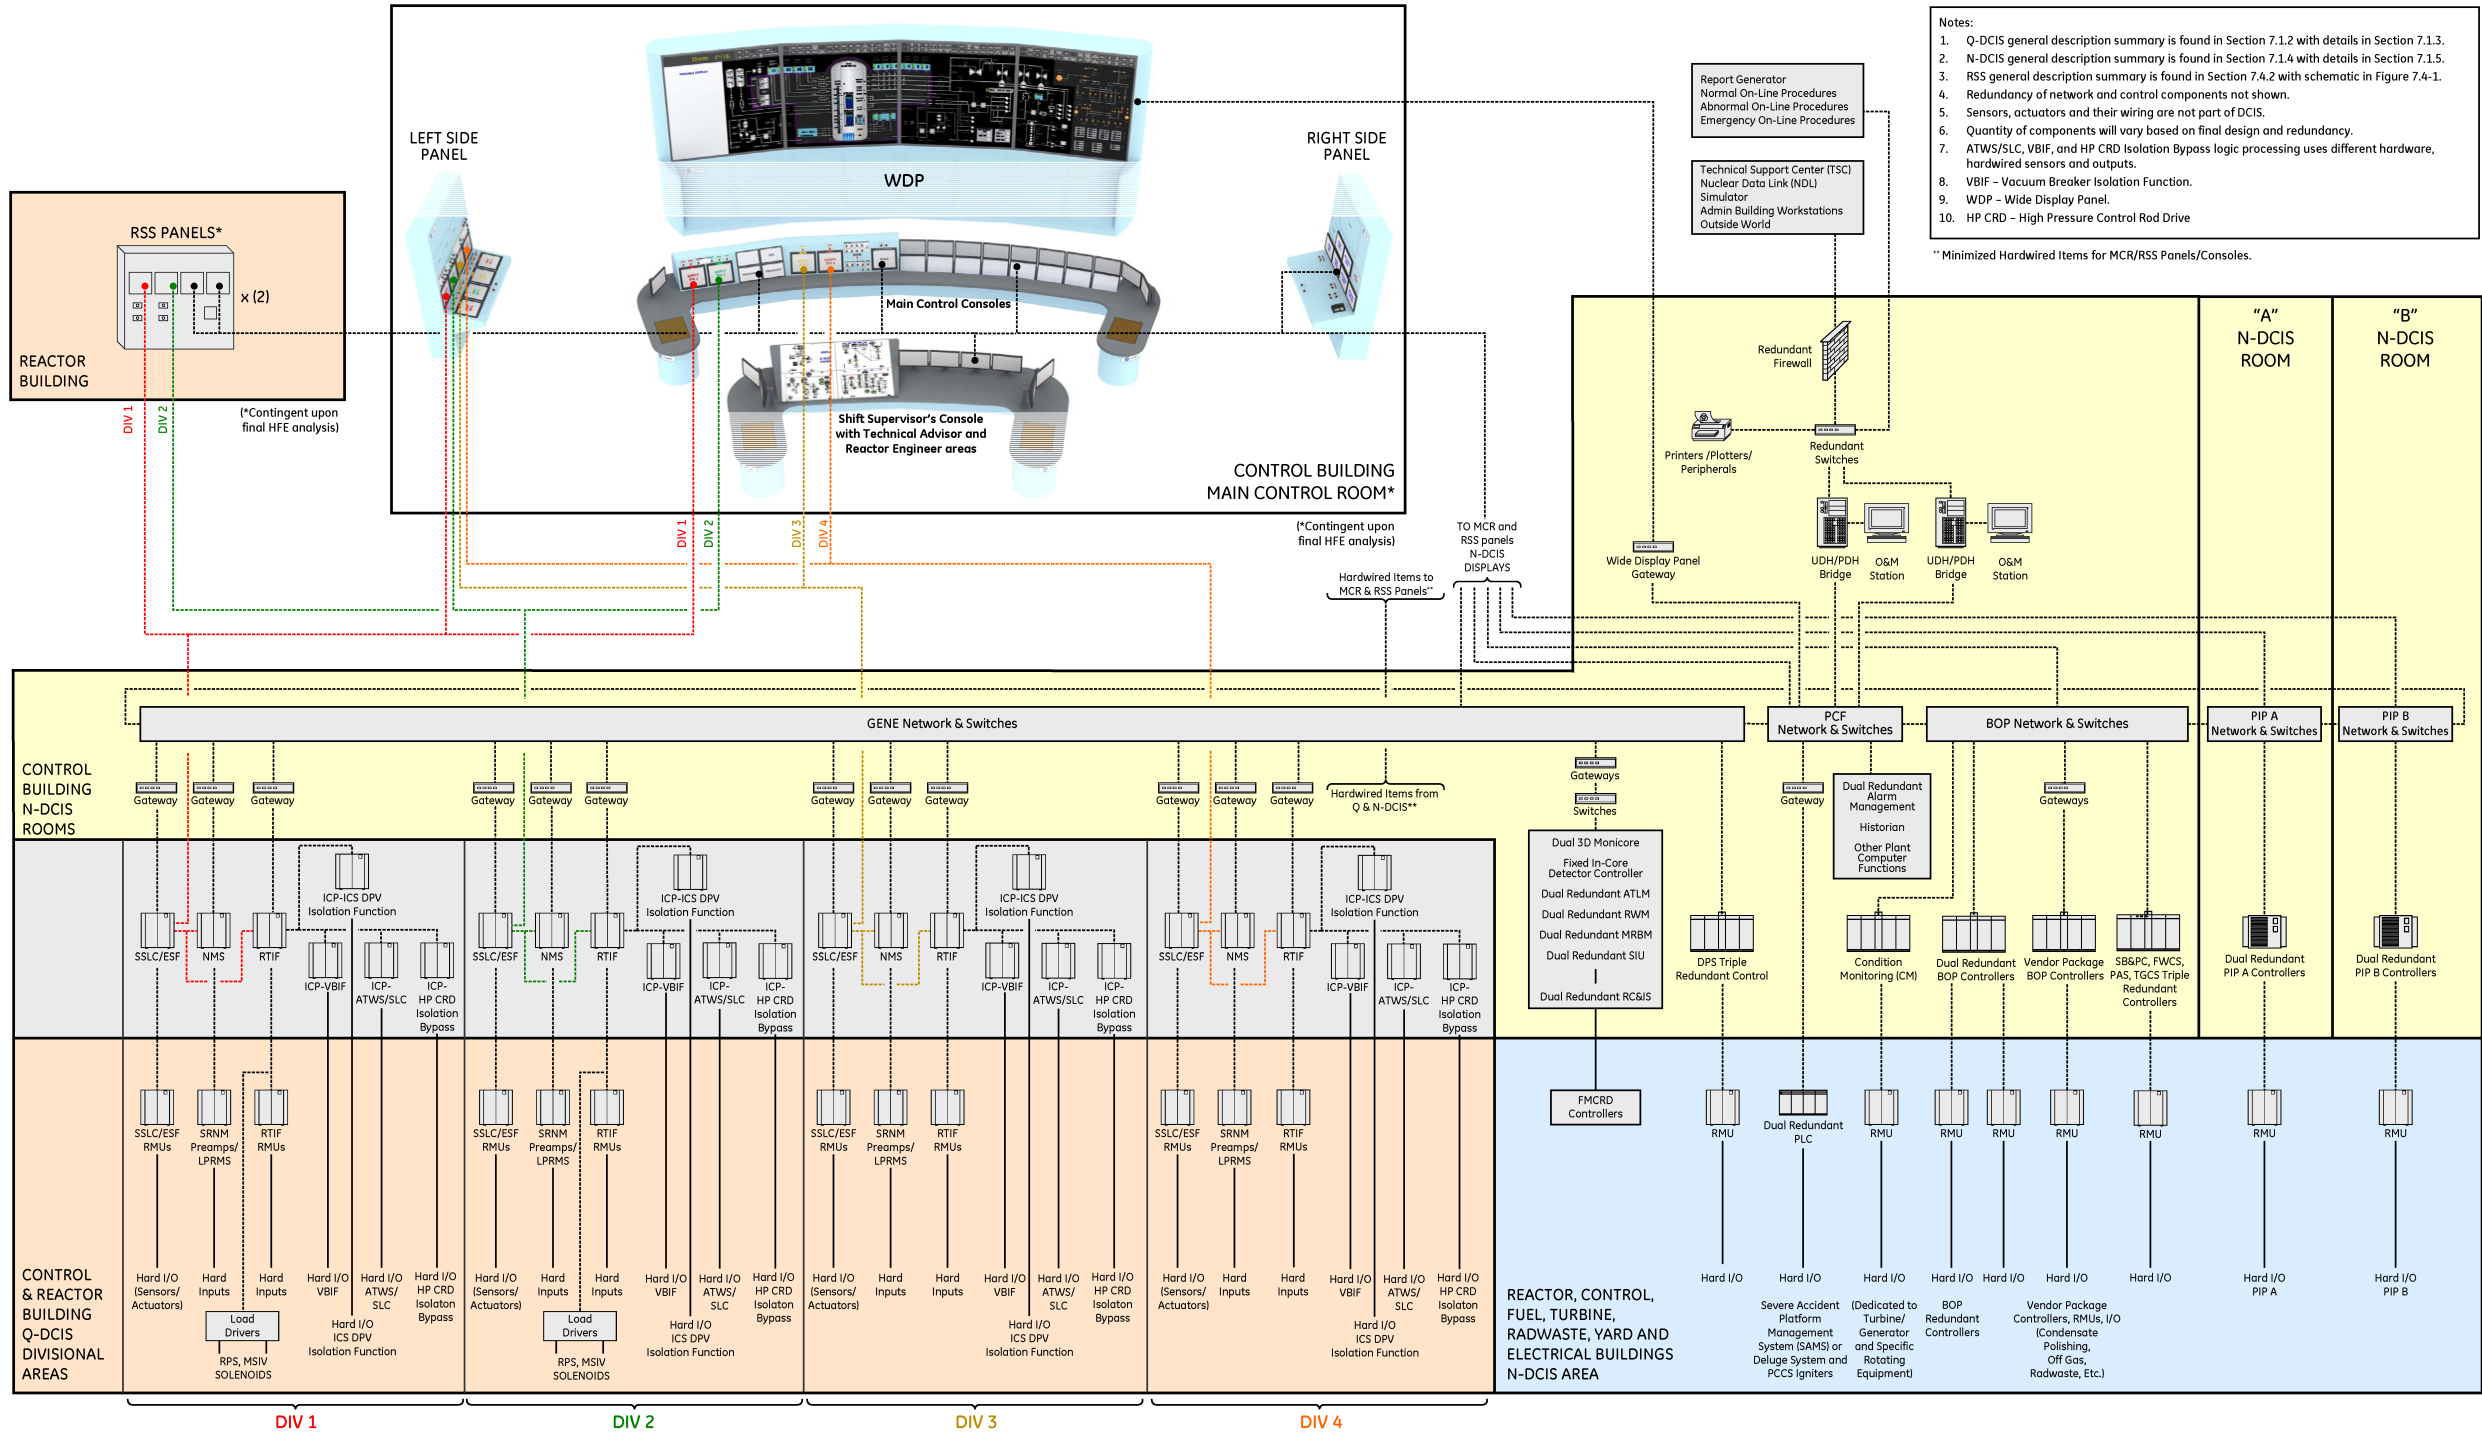 Notes:
1. Q-DCIS general description summary is found in Section 7.1.2 with details in Section 7.1.3.
2. N-DCIS general description summary is found in Section 7.1.4 with details in Section 7.1.5.
3. RSS general description summary is found in Section 7.4.2 with schematic in Figure 7.4-1.
4. Redundancy of network and control components not shown.
5. Sensors, actuators and their wiring are not part of DCIS.
6. Quantity of components will vary based on final design and redundancy.
7. ATWS/SLC, VBIF, and HP CRD Isolation Bypass logic processing uses different hardware,
hardwired sensors and outputs.
8. VBIF – Vacuum Breaker Isolation Function.
9. WDP – Wide Display Panel.
10. HP CRD – High Pressure Control Rod Drive
**Minimized Hardwired Items for MCR/RSS Panels/Consoles.
Report Generator
Normal On-Line Procedures
Abnormal On-Line Procedures
Emergency On-Line Procedures
Technical Support Center (TSC)
Nuclear Data Link (NDL)
Simulator
Admin Building Workstations
Outside World
LEFT SIDE
PANEL
RIGHT SIDE
PANEL
WDP
Main Control Consoles
Shift Supervisor's Console
with Technical Advisor and
Reactor Engineer areas
CONTROL BUILDING
MAIN CONTROL ROOM*
(*Contingent upon
final HFE analysis)
RSS PANELS*
x (2)
REACTOR
BUILDING
(*Contingent upon
final HFE analysis)
DIV 1
DIV 2
DIV 1
DIV 2
DIV 3
DIV 4
TO MCR and
RSS panels
N-DCIS
DISPLAYS
Hardwired Items to
MCR & RSS Panels**
"A"
N-DCIS
ROOM
"B"
N-DCIS
ROOM
Redundant
Firewall
Printers /Plotters/
Peripherals
Redundant
Switches
Wide Display Panel
Gateway
UDH/PDH
Bridge
O&M
Station
UDH/PDH
Bridge
O&M
Station
GENE Network & Switches
PCF
Network & Switches
BOP Network & Switches
PIP A
Network & Switches
PIP B
Network & Switches
CONTROL
BUILDING
N-DCIS
ROOMS
Gateway
Gateway
Gateway
Gateway
Gateway
Gateway
Gateway
Gateway
Gateway
Gateway
Gateway
Gateway
Hardwired Items from
Q & N-DCIS**
Gateways
Switches
Gateway
Gateways
Dual Redundant
Alarm
Management
Historian
Other Plant
Computer
Functions
Dual 3D Monicore
Fixed In-Core
Detector Controller
Dual Redundant ATLM
Dual Redundant RWM
Dual Redundant MRBM
Dual Redundant SIU
Dual Redundant RC&IS
DPS Triple
Redundant Control
Condition
Monitoring (CM)
Dual Redundant
BOP Controllers
Vendor Package
BOP Controllers
SB&PC, FWCS,
PAS, TGCS Triple
Redundant
Controllers
Dual Redundant
PIP A Controllers
Dual Redundant
PIP B Controllers
ICP-ICS DPV
Isolation Function
SSLC/ESF
NMS
RTIF
ICP-VBIF
ICP-
ATWS/SLC
ICP-
HP CRD
Isolation
Bypass
ICP-ICS DPV
Isolation Function
SSLC/ESF
NMS
RTIF
ICP-VBIF
ICP-
ATWS/SLC
ICP-
HP CRD
Isolation
Bypass
ICP-ICS DPV
Isolation Function
SSLC/ESF
NMS
RTIF
ICP-VBIF
ICP-
ATWS/SLC
ICP-
HP CRD
Isolation
Bypass
ICP-ICS DPV
Isolation Function
SSLC/ESF
NMS
RTIF
ICP-VBIF
ICP-
ATWS/SLC
ICP-
HP CRD
Isolation
Bypass
SSLC/ESF
RMUs
SRNM
Preamps/
LPRMS
RTIF
RMUs
SSLC/ESF
RMUs
SRNM
Preamps/
LPRMS
RTIF
RMUs
SSLC/ESF
RMUs
SRNM
Preamps/
LPRMS
RTIF
RMUs
SSLC/ESF
RMUs
SRNM
Preamps/
LPRMS
RTIF
RMUs
FMCRD
Controllers
RMU
Dual Redundant
PLC
RMU
RMU
RMU
RMU
RMU
RMU
RMU
CONTROL
& REACTOR
BUILDING
Q-DCIS
DIVISIONAL
AREAS
Hard I/O
(Sensors/
Actuators)
Hard
Inputs
Hard
Inputs
Hard I/O
VBIF
Hard I/O
ATWS/
SLC
Hard I/O
HP CRD
Isolaton
Bypass
Load
Drivers
RPS, MSIV
SOLENOIDS
Hard I/O
ICS DPV
Isolation Function
Hard I/O
(Sensors/
Actuators)
Hard
Inputs
Hard
Inputs
Hard I/O
VBIF
Hard I/O
ATWS/
SLC
Hard I/O
HP CRD
Isolaton
Bypass
Load
Drivers
RPS, MSIV
SOLENOIDS
Hard I/O
ICS DPV
Isolation Function
Hard I/O
(Sensors/
Actuators)
Hard
Inputs
Hard
Inputs
Hard I/O
VBIF
Hard I/O
ATWS/
SLC
Hard I/O
HP CRD
Isolaton
Bypass
Hard I/O
ICS DPV
Isolation Function
Hard I/O
(Sensors/
Actuators)
Hard
Inputs
Hard
Inputs
Hard I/O
VBIF
Hard I/O
ATWS/
SLC
Hard I/O
HP CRD
Isolaton
Bypass
Hard I/O
ICS DPV
Isolation Function
REACTOR, CONTROL,
FUEL, TURBINE,
RADWASTE, YARD AND
ELECTRICAL BUILDINGS
N-DCIS AREA
Hard I/O
Hard I/O
Severe Accident
Platform
Management
System (SAMS) or
Deluge System and
PCCS Igniters
Hard I/O
(Dedicated to
Turbine/
Generator
and Specific
Rotating
Equipment)
Hard I/O
BOP
Redundant
Controllers
Hard I/O
Hard I/O
Vendor Package
Controllers, RMUs, I/O
(Condensate
Polishing,
Off Gas,
Radwaste, Etc.)
Hard I/O
Hard I/O
PIP A
Hard I/O
PIP B
DIV 1
DIV 2
DIV 3
DIV 4